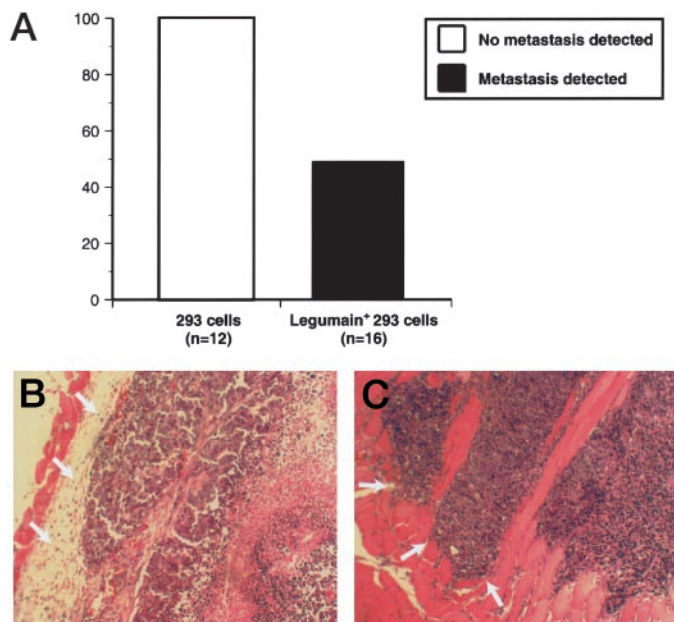 A
100
80
60
40
20
0
No metastasis detected
Metastasis detected
293 cells
(n=12)
Legumain⁺ 293 cells
(n=16)
B
C